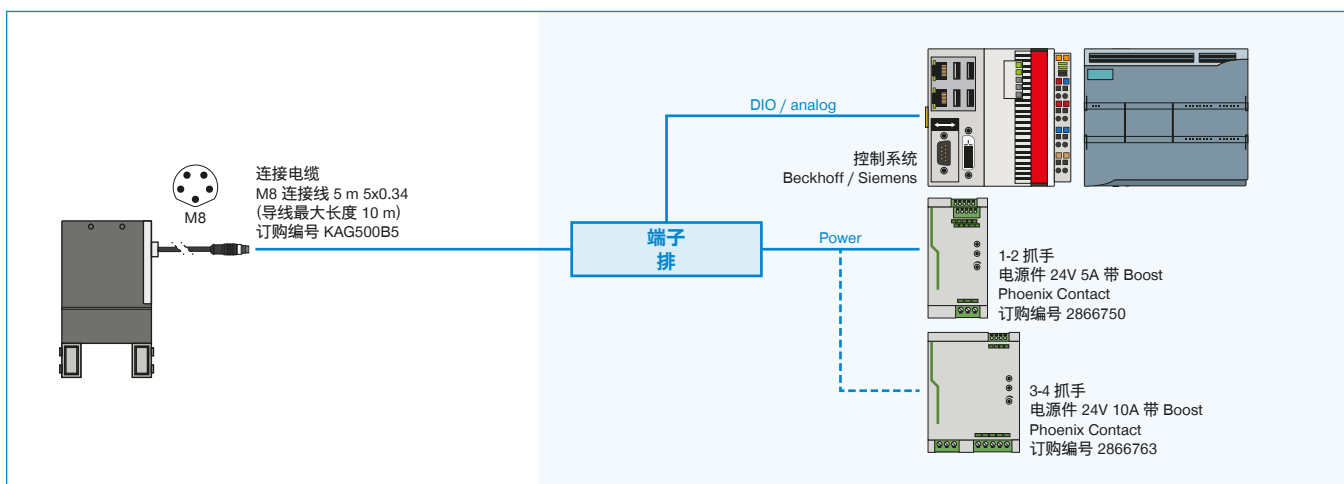 M8
连接电缆
M8 连接线 5 m 5x0.34
(导线最大长度 10 m)
订购编号 KAG500B5
端子
排
DIO / analog
控制系统
Beckhoff / Siemens
Power
1-2 抓手
电源件 24V 5A 带 Boost
Phoenix Contact
订购编号 2866750
3-4 抓手
电源件 24V 10A 带 Boost
Phoenix Contact
订购编号 2866763